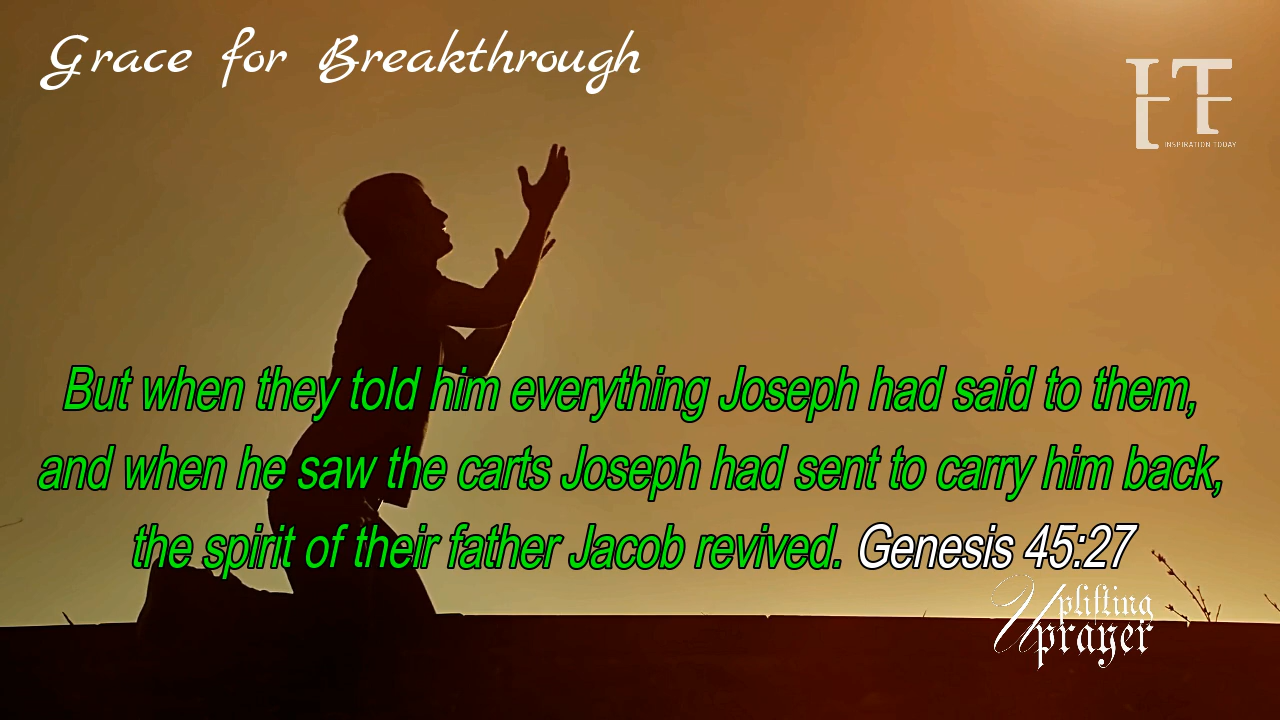 Grace for Breakthrough
INSPIRATION TODAY
But when they told him everything Joseph had said to them,
and when he saw the carts Joseph had sent to carry him back,
the spirit of their father Jacob revived. Genesis 45:27
Uplifting
prayer